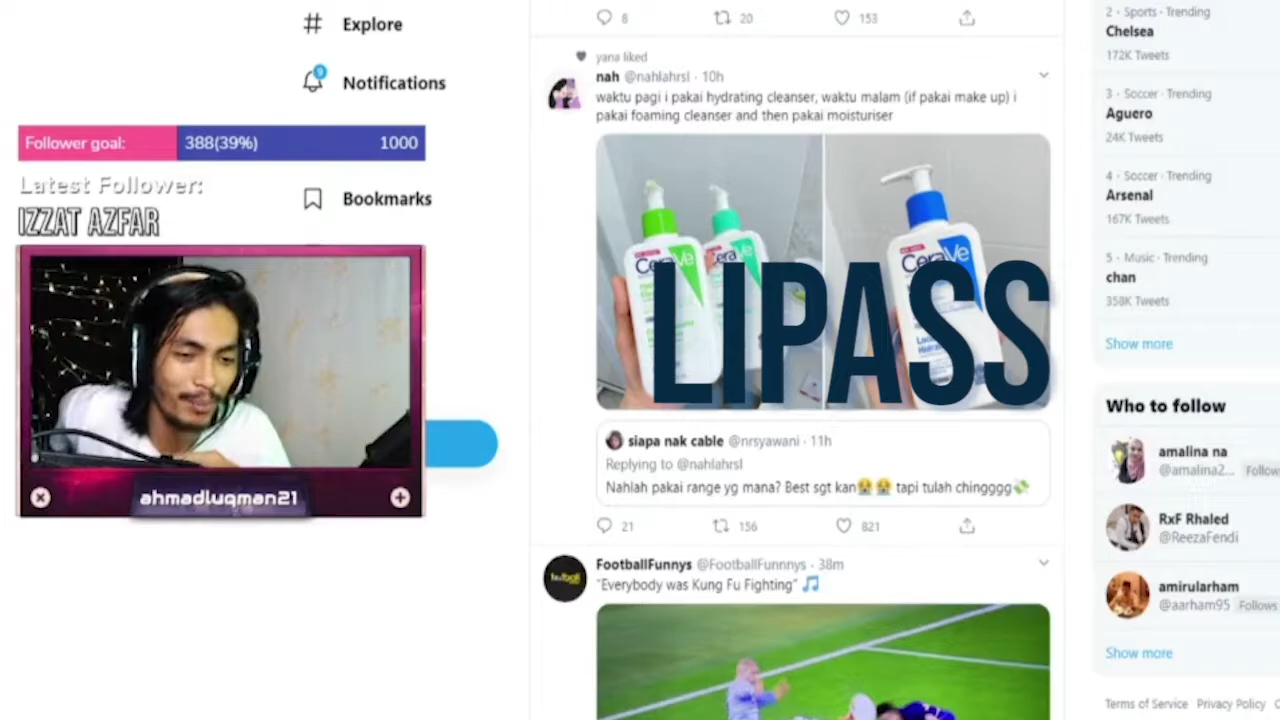 Explore
9
Notifications
Follower goal:
388(39%)
1000
Latest Follower:
IZZAT AZFAR
Bookmarks
ahmadluqman21
8
20
153
yana liked
nah @nahlahrsl · 10h
waktu pagi i pakai hydrating cleanser, waktu malam (if pakai make up) i
pakai foaming cleanser and then pakai moisturiser
CeraVe
CeraVe
CeraVe
LIPASS
siapa nak cable @nrsyawani · 11h
Replying to @nahlahrsl
Nahlah pakai range yg mana? Best sgt kan😭😭 tapi tulah chingggg💸
21
156
821
FootballFunnys @FootballFunnnys · 38m
"Everybody was Kung Fu Fighting" 🎵
2 · Sports · Trending
Chelsea
172K Tweets
3 · Soccer · Trending
Aguero
24K Tweets
4 · Soccer · Trending
Arsenal
167K Tweets
5 · Music · Trending
chan
358K Tweets
Show more
Who to follow
amalina na
@amalina2... Follow
RxF Rhaled
@ReezaFendi
amirularham
@aarham95 Follows
Show more
Terms of Service Privacy Policy C